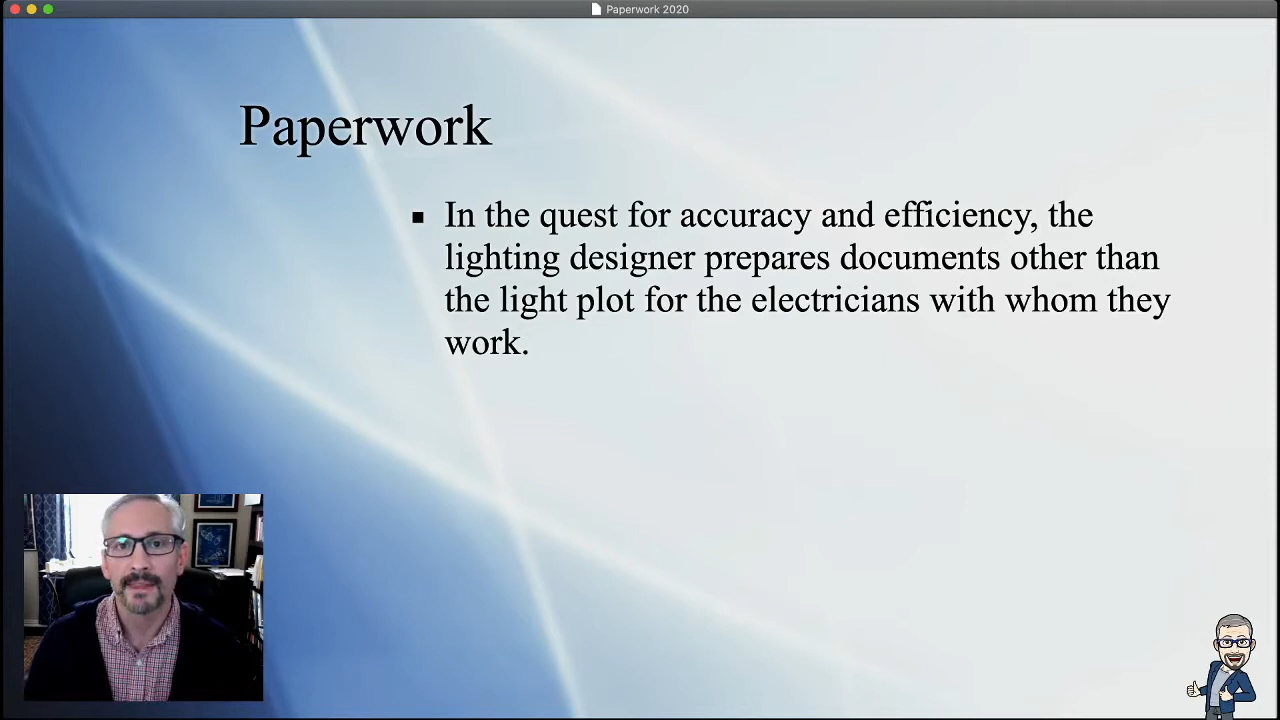 Paperwork 2020
Paperwork
▪ In the quest for accuracy and efficiency, the
lighting designer prepares documents other than
the light plot for the electricians with whom they
work.